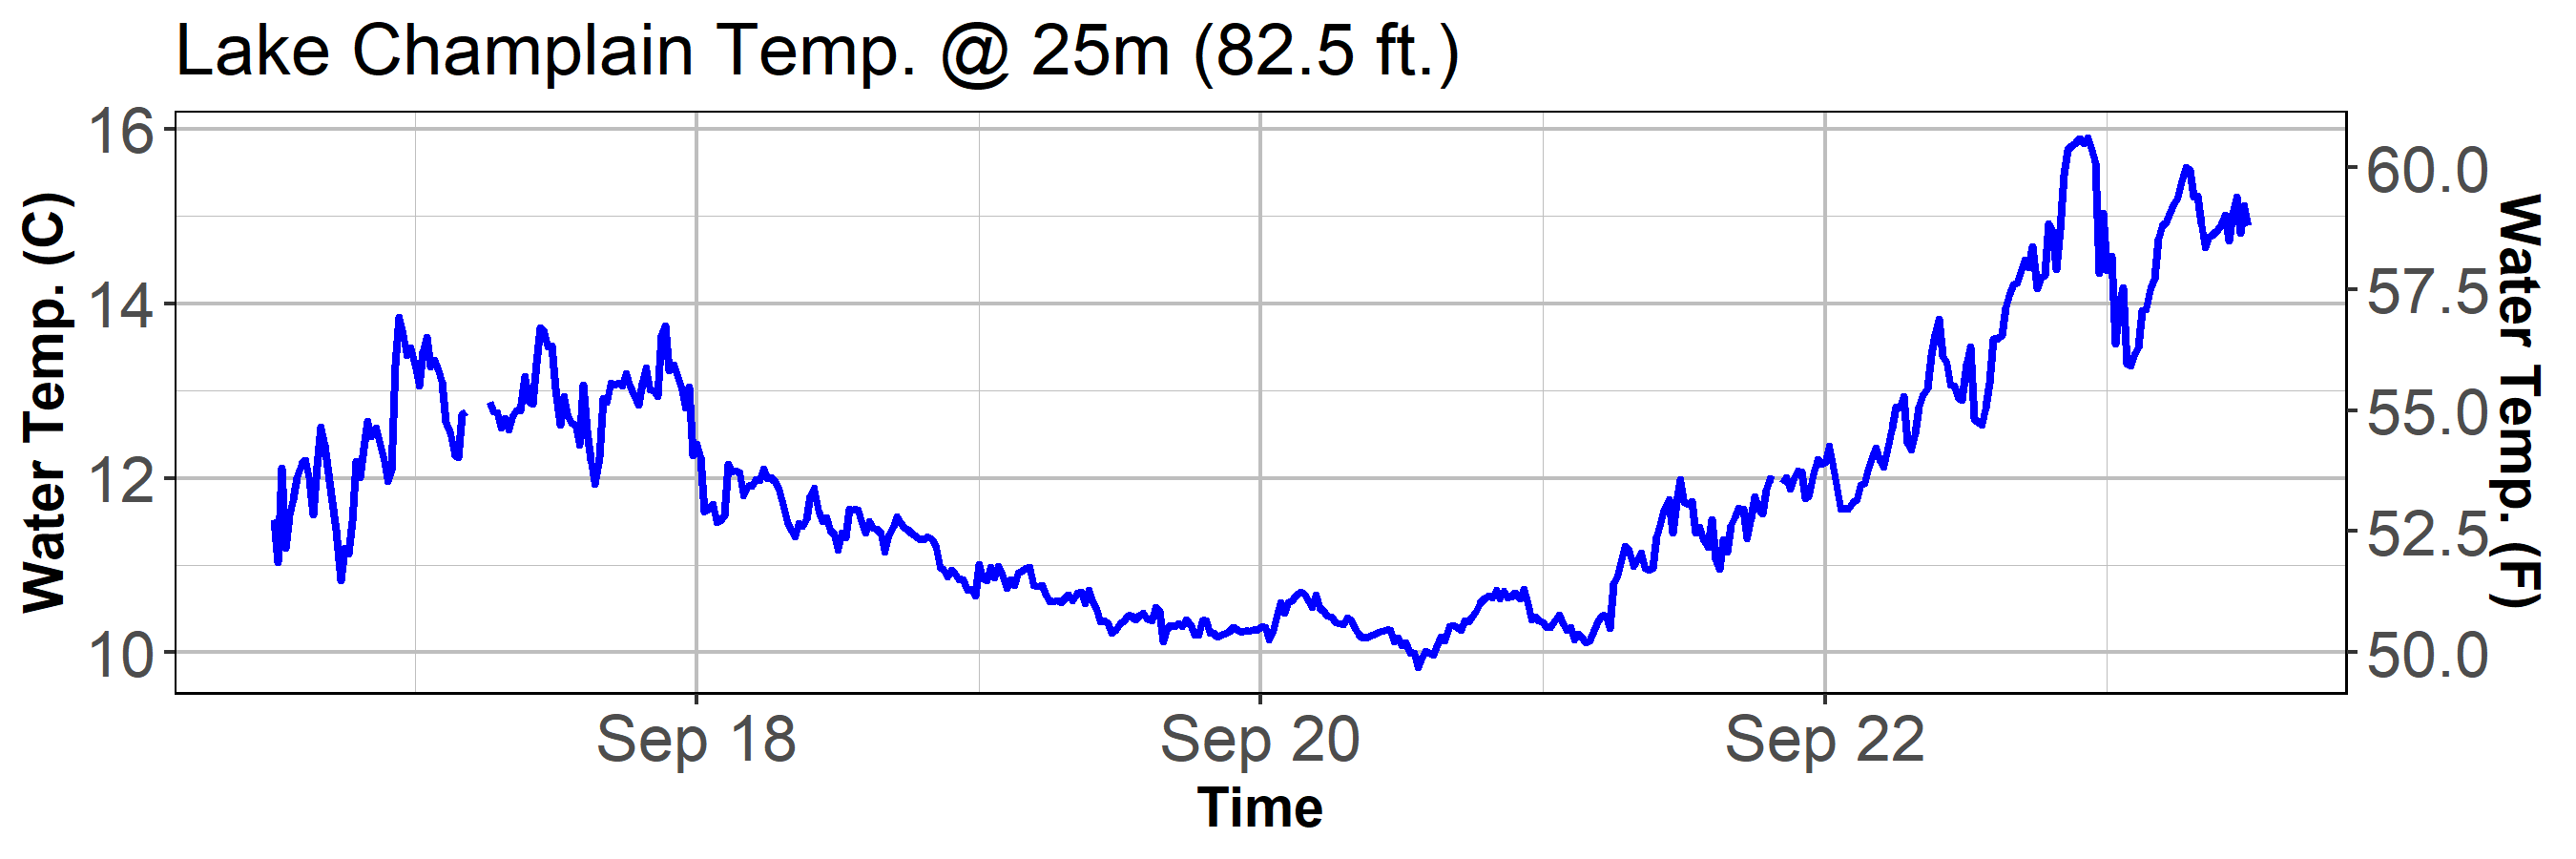 Lake Champlain Temp. @ 25m (82.5 ft.)
Water Temp. (C)
16
14
12
10
60.0
57.5
55.0
52.5
50.0
Water Temp. (F)
Sep 18
Sep 20
Sep 22
Time